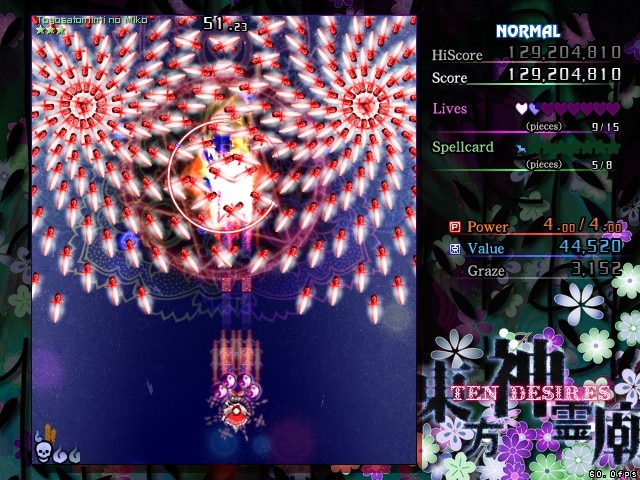 Toyosatomimi no Miko
51.23
NORMAL
HiScore 129,204,810
Score 129,204,810
Lives
(pieces) 9/15
Spellcard
(pieces) 5/8
P Power 4.00/4.00
Value 44,520
Graze 3,152
東方神霊廟
TEN DESIRES
60.0fps